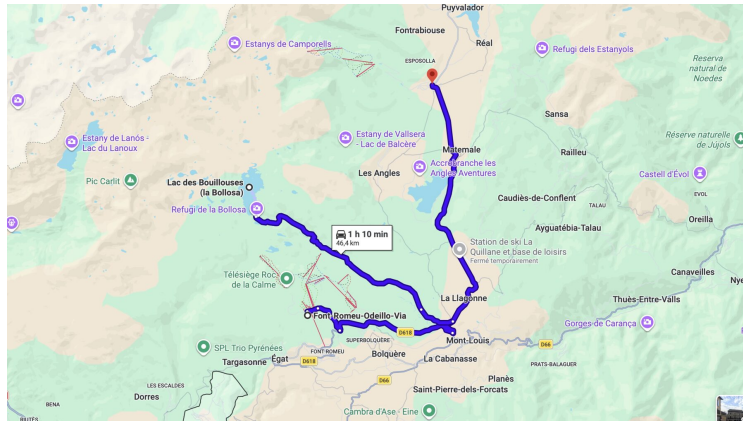 Puyvalador
Fontrabiouse
Estanys de Camporells
Réal
Refugi dels Estanyols
ESPOSOLLA
Reserva
natural de
Noedes
Sansa
Estany de Lanós -
Lac du Lanoux
Estany de Vallsera
- Lac de Balcère
Matemale
Railleu
Réserve naturelle
de Jujols
Accrobranche les
Angles Aventures
Les Angles
Castell d'Évol
Pic Carlit
Lac des Bouillouses
(la Bollosa)
EVOL
Caudiès-de-Conflent
TALAU
Oreilla
Refugi de la Bollosa
Ayguatébia-Talau
1 h 10 min
46,4 km
Station de ski La
Quillane et base de loisirs
Fermé temporairement
Canaveilles
Télésiège Roc
de la Calme
Nye
La Llagonne
Thuès-Entre-Valls
Font-Romeu-Odeillo-Via
Gorges de Carança
D618
Mont-Louis
SUPERBOLQUÈRE
D66
SPL Trio Pyrénées
FONT-ROMEU
Bolquère
La Cabanasse
Targasonne
Égat
D618
PRATS-BALAGUER
D66
Planès
LES ESCALDES
Saint-Pierre-dels-Forcats
Dorres
BENA
Cambra d'Ase - Eine